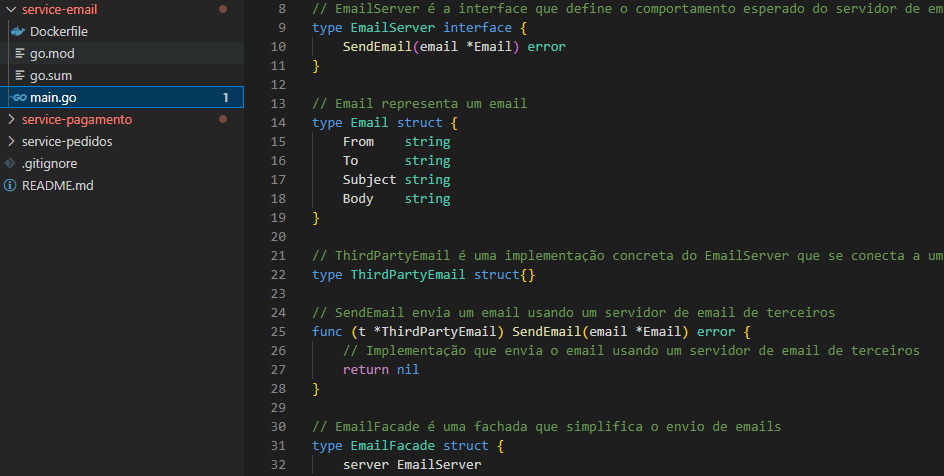 service-email
Dockerfile
go.mod
go.sum
main.go 1
service-pagamento
service-pedidos
.gitignore
README.md
8 // EmailServer é a interface que define o comportamento esperado do servidor de em
9 type EmailServer interface {
10 SendEmail(email *Email) error
11 }
12
13 // Email representa um email
14 type Email struct {
15 From string
16 To string
17 Subject string
18 Body string
19 }
20
21 // ThirdPartyEmail é uma implementação concreta do EmailServer que se conecta a um
22 type ThirdPartyEmail struct{}
23
24 // SendEmail envia um email usando um servidor de email de terceiros
25 func (t *ThirdPartyEmail) SendEmail(email *Email) error {
26 // Implementação que envia o email usando um servidor de email de terceiros
27 return nil
28 }
29
30 // EmailFacade é uma fachada que simplifica o envio de emails
31 type EmailFacade struct {
32 server EmailServer